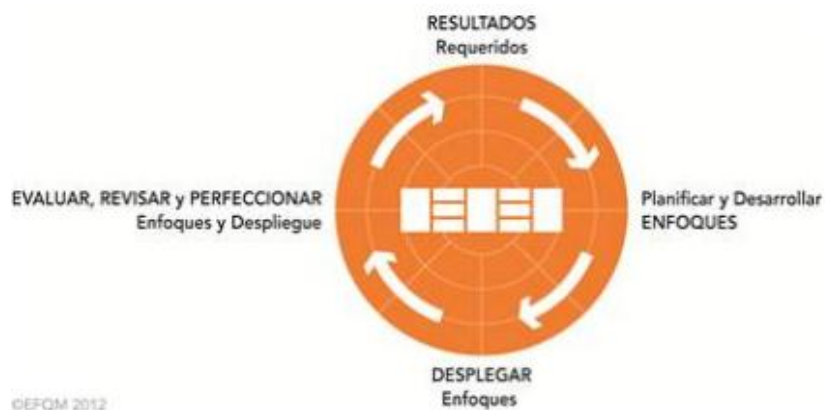 RESULTADOS
Requeridos
EVALUAR, REVISAR y PERFECCIONAR
Enfoques y Despliegue
Planificar y Desarrollar
ENFOQUES
DESPLEGAR
Enfoques
©EFQM 2012